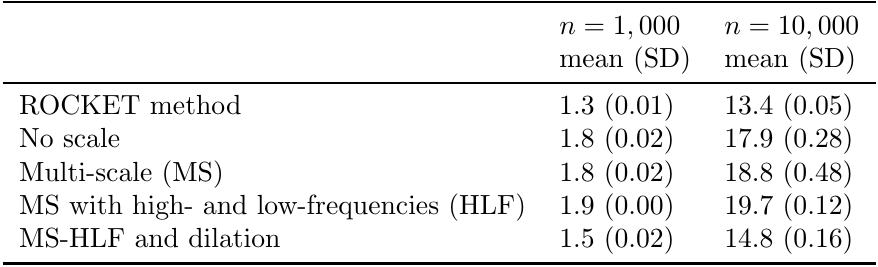 n = 1,000 n = 10,000
mean (SD) mean (SD)
ROCKET method 1.3 (0.01) 13.4 (0.05)
No scale 1.8 (0.02) 17.9 (0.28)
Multi-scale (MS) 1.8 (0.02) 18.8 (0.48)
MS with high- and low-frequencies (HLF) 1.9 (0.00) 19.7 (0.12)
MS-HLF and dilation 1.5 (0.02) 14.8 (0.16)